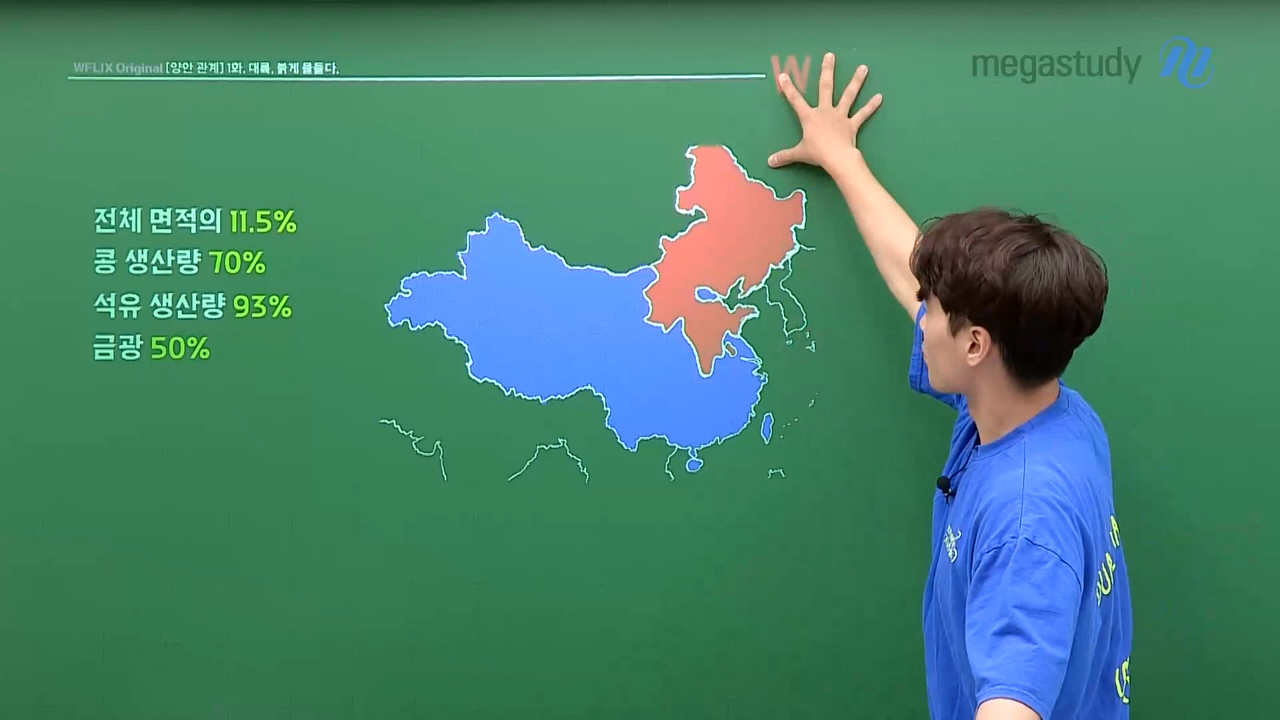 WFLIX Original [양안 관계] 1화. 대륙, 붉게 물들다.
W
megastudy
전체 면적의 11.5%
콩 생산량 70%
석유 생산량 93%
금광 50%